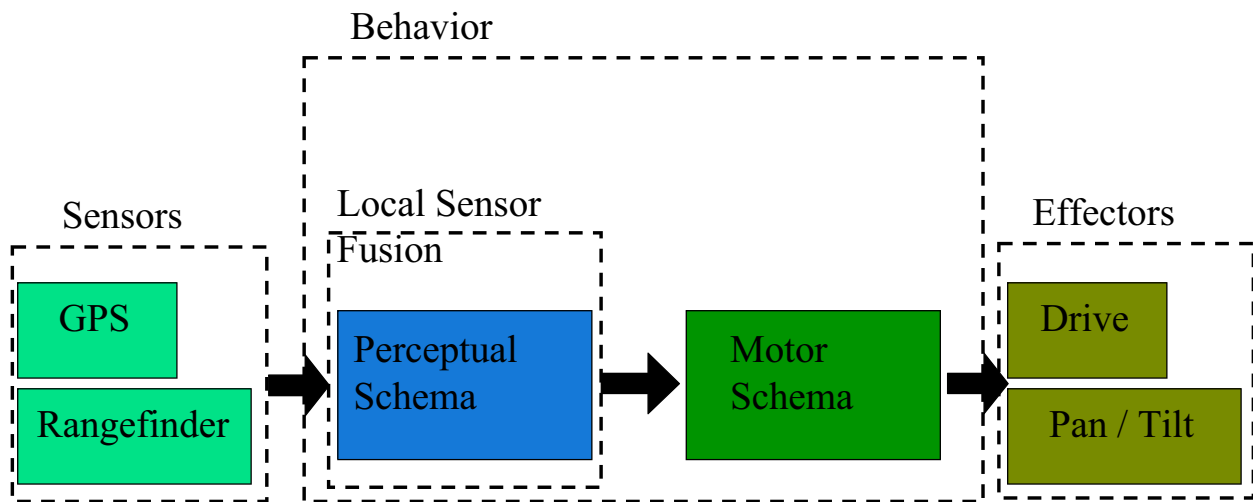 Behavior
Sensors
GPS
Rangefinder
Local Sensor
Fusion
Perceptual
Schema
Motor
Schema
Effectors
Drive
Pan / Tilt